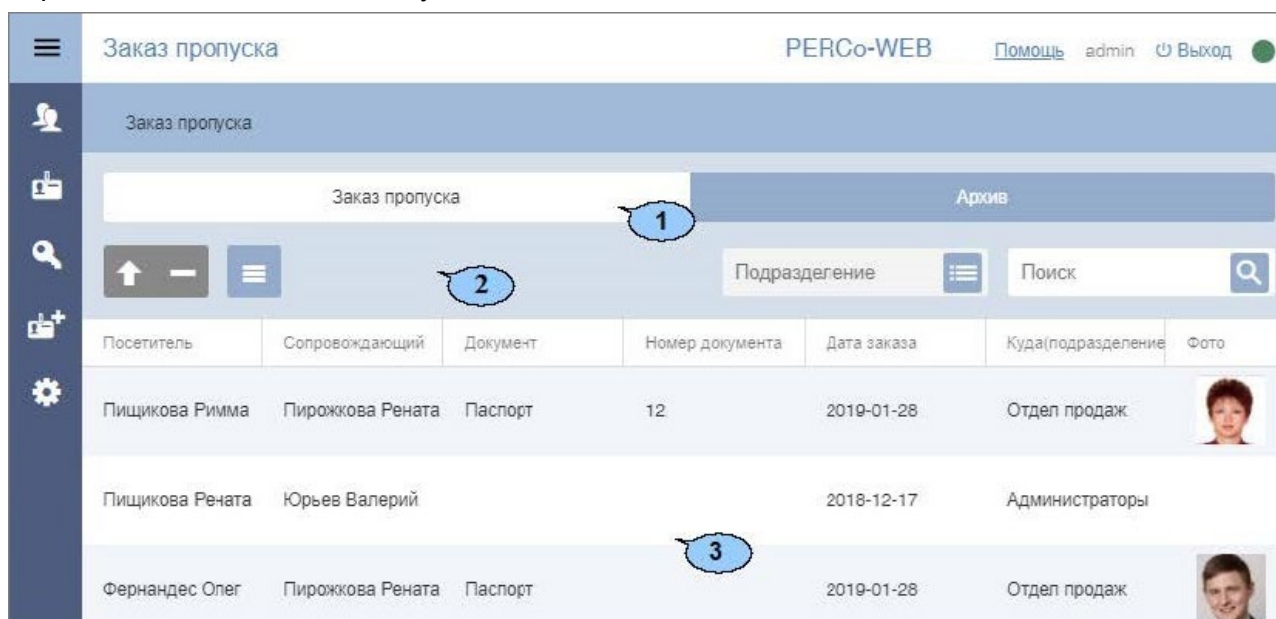 Заказ пропуска PERCo-WEB Помощь admin Выход
Заказ пропуска
Заказ пропуска Архив
1
2 Подразделение Поиск
Посетитель Сопровождающий Документ Номер документа Дата заказа Куда(подразделение Фото
Пищикова Римма Пирожкова Рената Паспорт 12 2019-01-28 Отдел продаж
Пищикова Рената Юрьев Валерий 2018-12-17 Администраторы
3
Фернандес Олег Пирожкова Рената Паспорт 2019-01-28 Отдел продаж